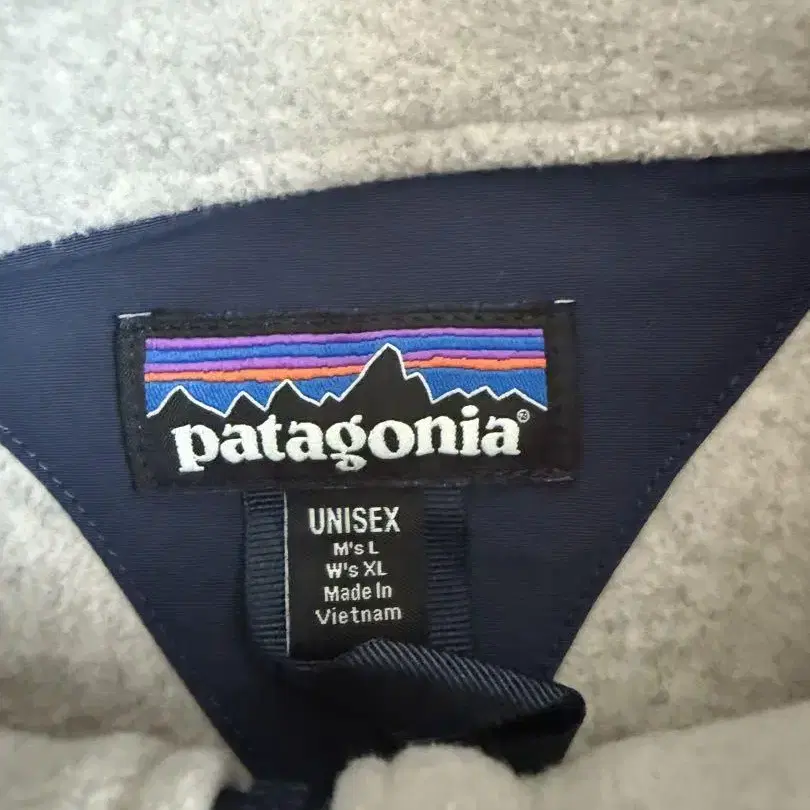 patagonia®
UNISEX
M's L
W's XL
Made In
Vietnam